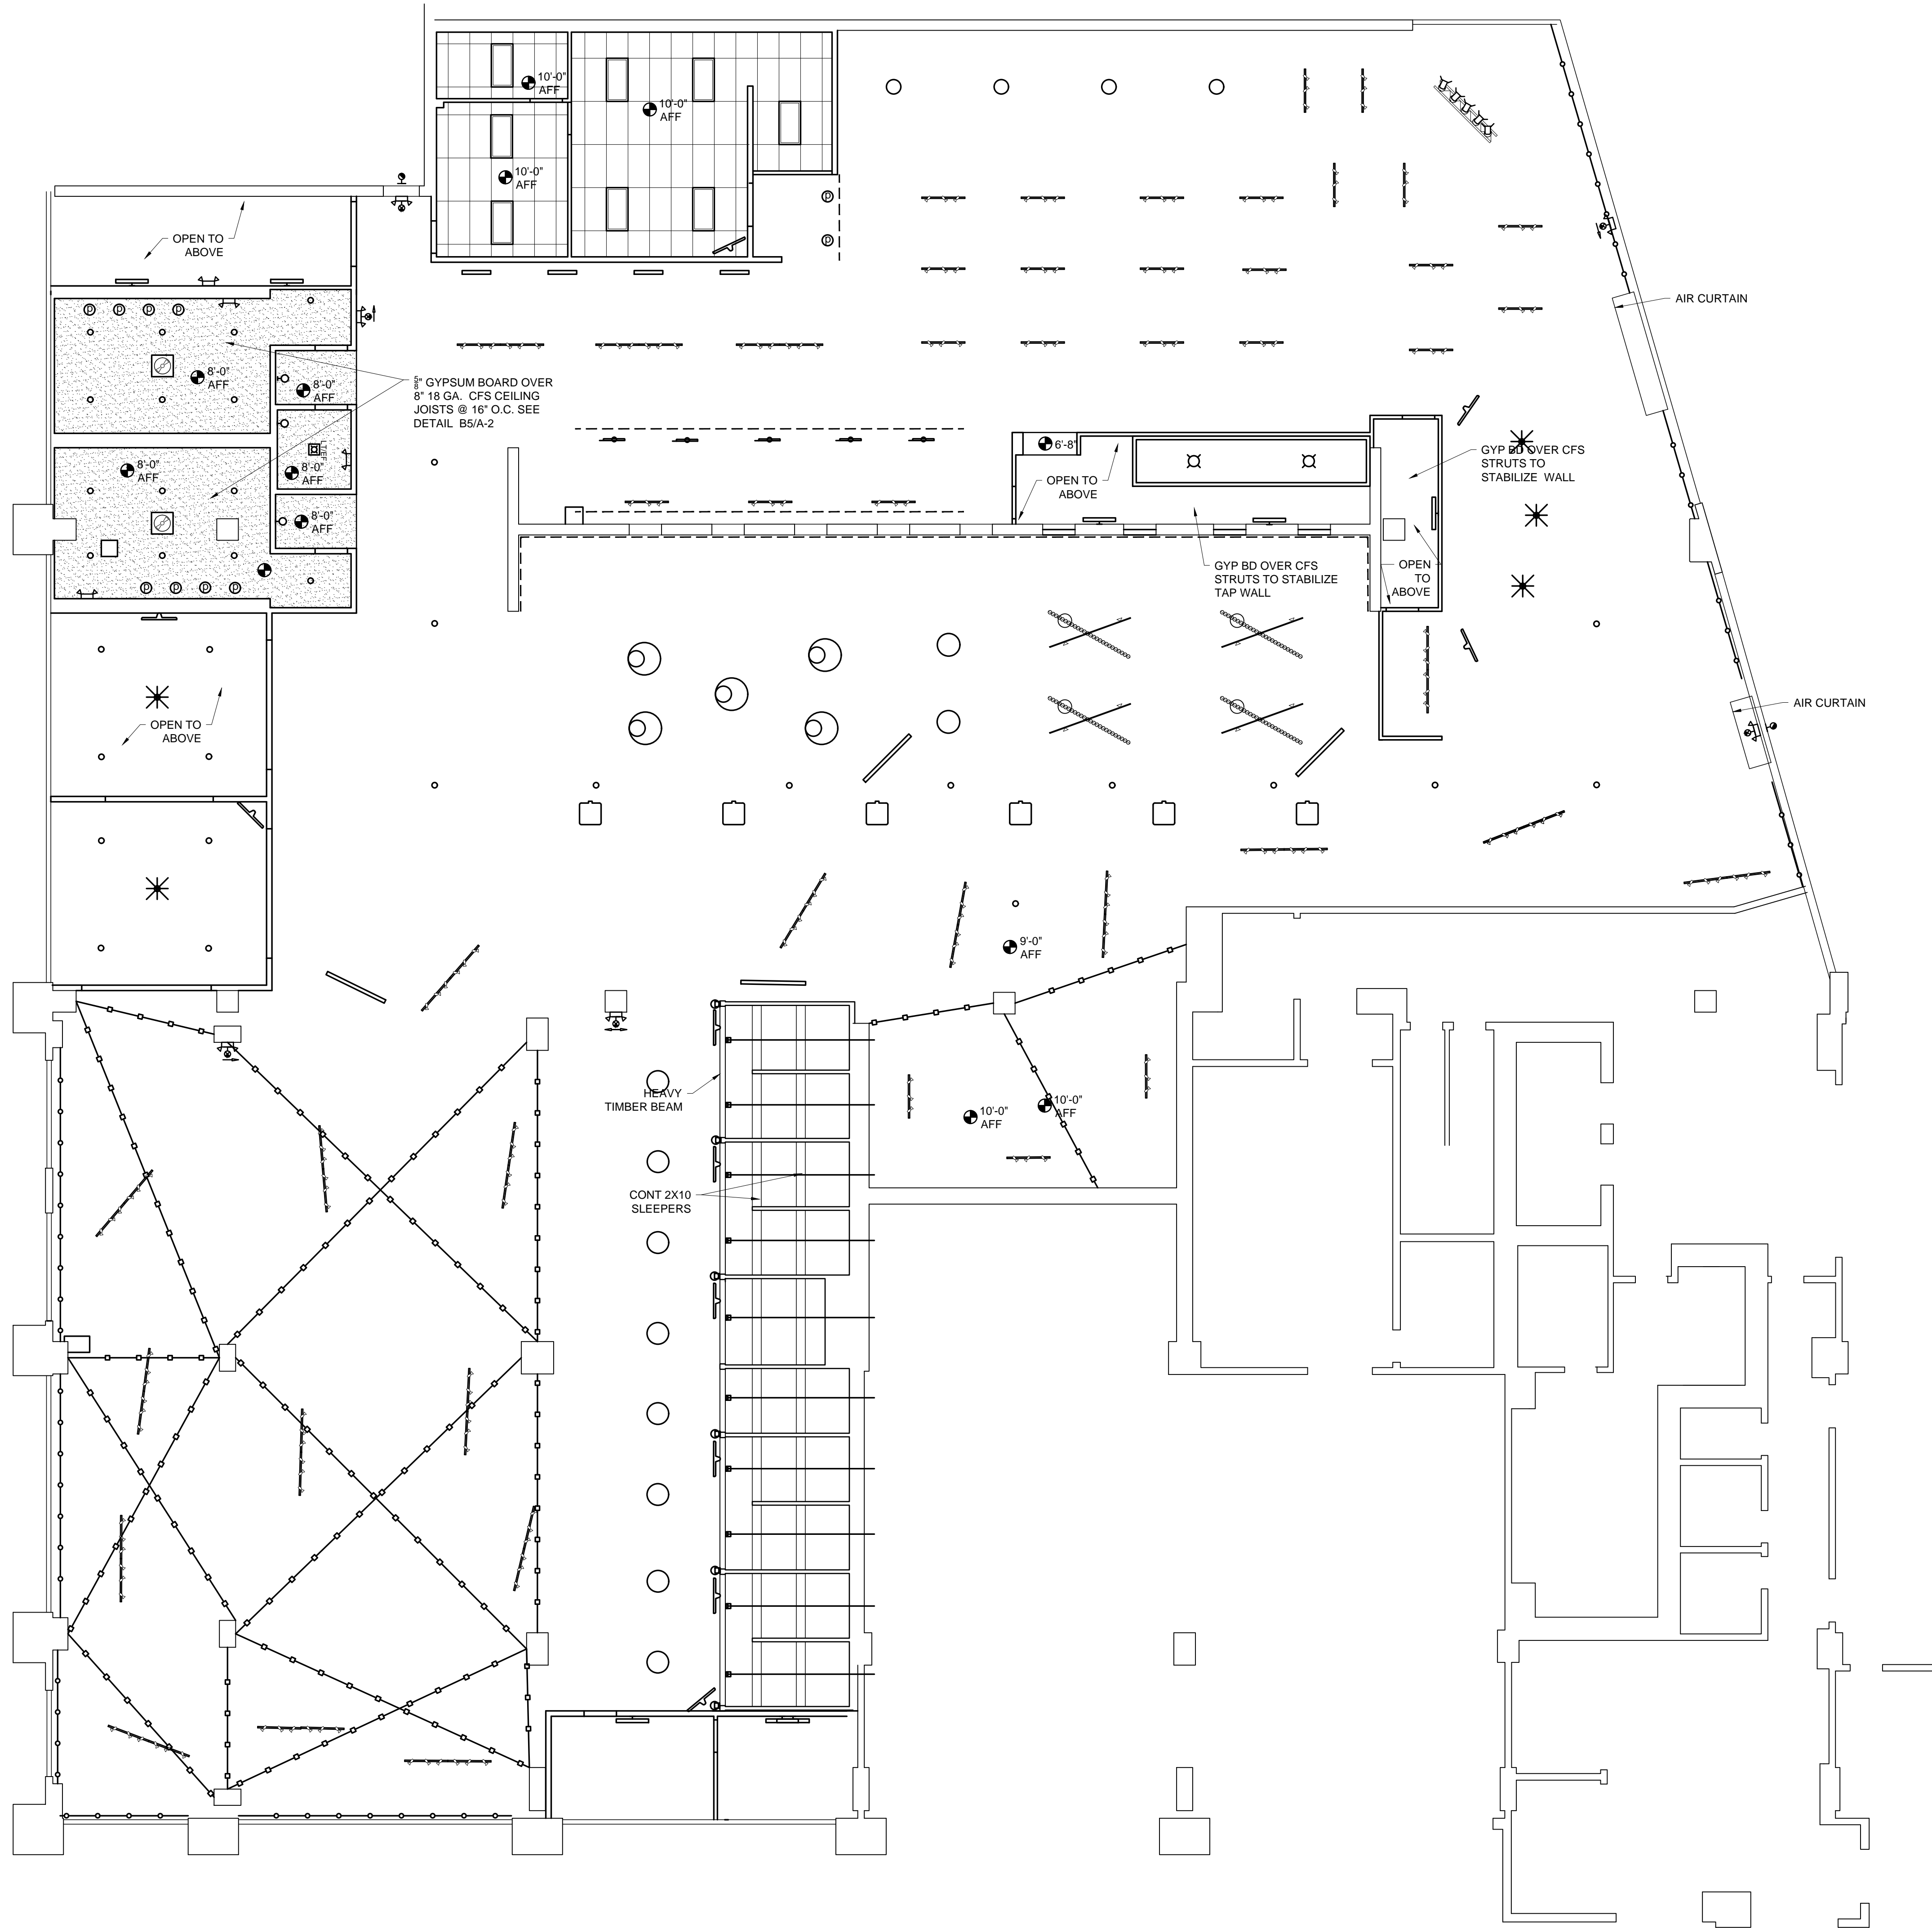 10'-0"
AFF
10'-0"
AFF
10'-0"
AFF
OPEN TO
ABOVE
P
P
P
P
P
P
AIR CURTAIN
8'-0"
AFF
8'-0"
AFF
5/8" GYPSUM BOARD OVER
8" 18 GA. CFS CEILING
JOISTS @ 16" O.C. SEE
DETAIL B5/A-2
8'-0"
AFF
8'-0"
AFF
8'-0"
AFF
P
P
P
P
6'-8"
OPEN TO
ABOVE
GYP BD OVER CFS
STRUTS TO
STABILIZE WALL
GYP BD OVER CFS
STRUTS TO STABILIZE
TAP WALL
OPEN
TO
ABOVE
OPEN TO
ABOVE
AIR CURTAIN
9'-0"
AFF
HEAVY
TIMBER BEAM
10'-0"
AFF
10'-0"
AFF
CONT 2X10
SLEEPERS